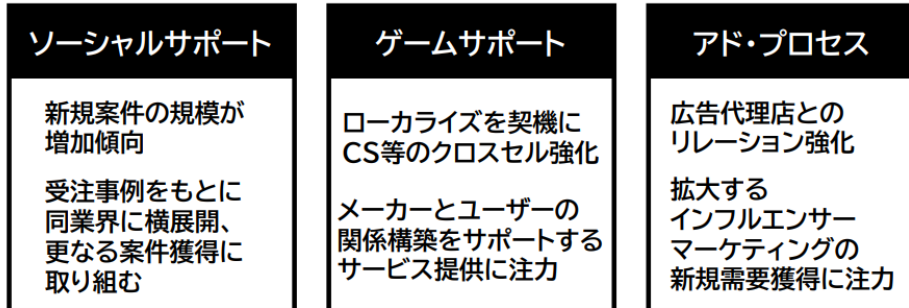 ソーシャルサポート
新規案件の規模が
増加傾向
受注事例をもとに
同業界に横展開、
更なる案件獲得に
取り組む
ゲームサポート
ローカライズを契機に
CS等のクロスセル強化
メーカーとユーザーの
関係構築をサポートする
サービス提供に注力
アド・プロセス
広告代理店との
リレーション強化
拡大する
インフルエンサー
マーケティングの
新規需要獲得に注力